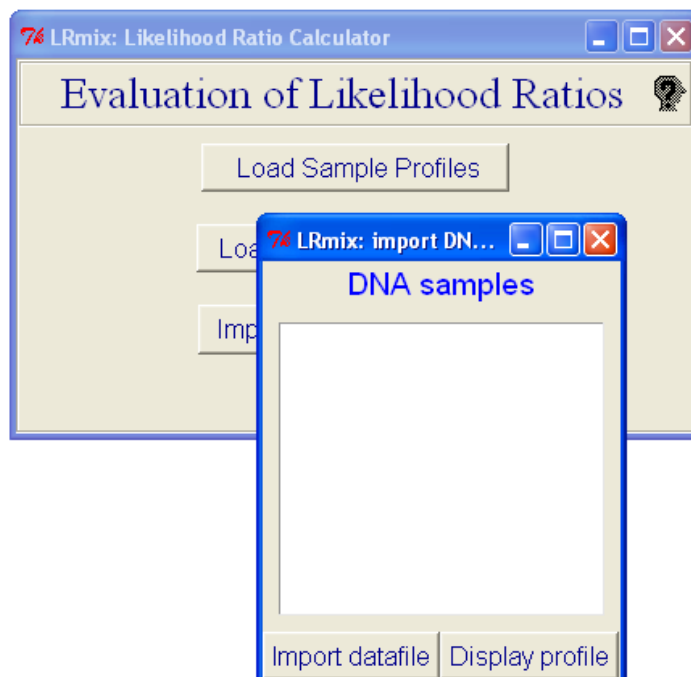 LRmix: Likelihood Ratio Calculator
Evaluation of Likelihood Ratios
Load Sample Profiles
LRmix: import DN...
DNA samples
Import datafile
Display profile